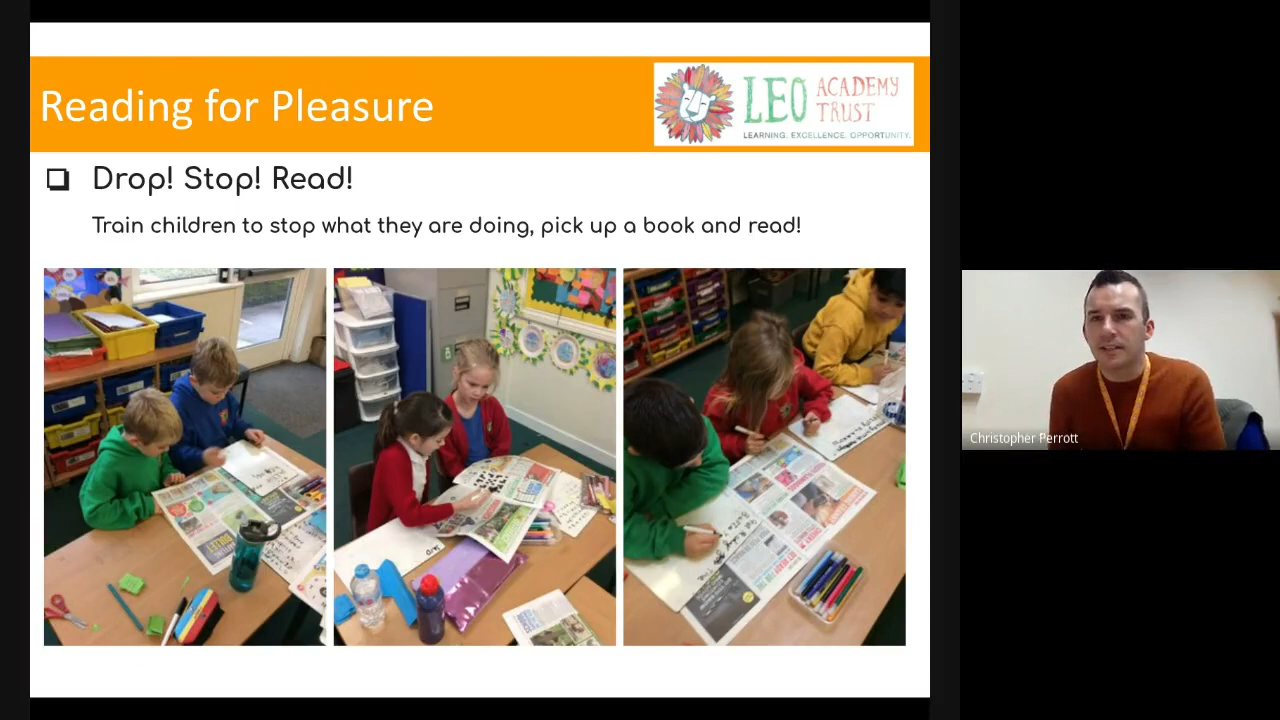 Reading for Pleasure
LEO ACADEMY
TRUST
LEARNING. EXCELLENCE. OPPORTUNITY.
Drop! Stop! Read!
Train children to stop what they are doing, pick up a book and read!
Christopher Perrott